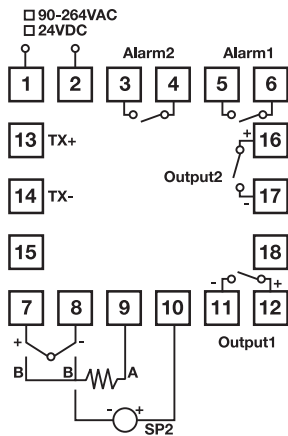 □ 90-264VAC
□ 24VDC
Alarm2 Alarm1
1 2 3 4 5 6
13 TX+ + 16
Output2
14 TX- - 17
15 18
- +
7 8 9 10 11 12
+ - Output1
B B A
- +
SP2